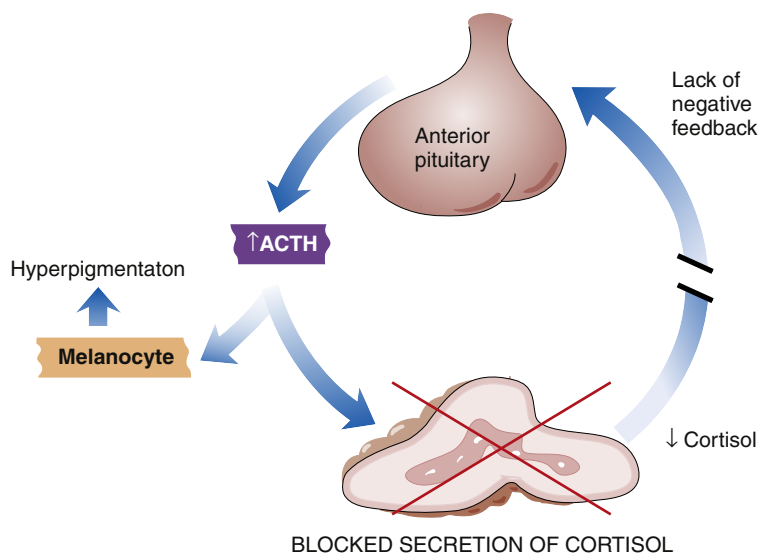 Lack of
negative
feedback
Anterior
pituitary
↑ACTH
Hyperpigmentaton
Melanocyte
↓ Cortisol
BLOCKED SECRETION OF CORTISOL